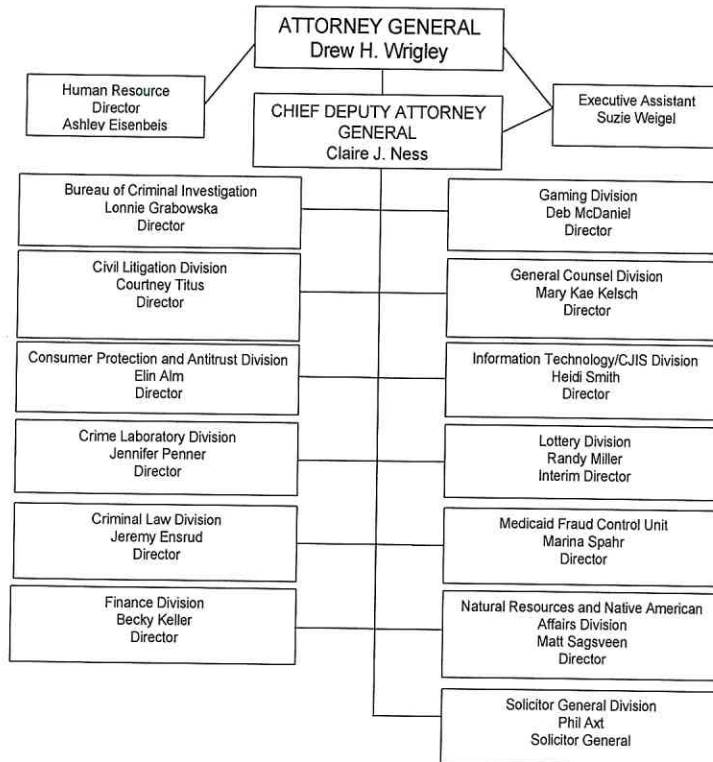 ATTORNEY GENERAL
Drew H. Wrigley
Human Resource
Director
Ashley Eisenbeis
CHIEF DEPUTY ATTORNEY
GENERAL
Claire J. Ness
Executive Assistant
Suzie Weigel
Bureau of Criminal Investigation
Lonnie Grabowska
Director
Gaming Division
Deb McDaniel
Director
Civil Litigation Division
Courtney Titus
Director
General Counsel Division
Mary Kae Kelsch
Director
Consumer Protection and Antitrust Division
Elin Alm
Director
Information Technology/CJIS Division
Heidi Smith
Director
Crime Laboratory Division
Jennifer Penner
Director
Lottery Division
Randy Miller
Interim Director
Criminal Law Division
Jeremy Ensrud
Director
Medicaid Fraud Control Unit
Marina Spahr
Director
Finance Division
Becky Keller
Director
Natural Resources and Native American
Affairs Division
Matt Sagsveen
Director
Solicitor General Division
Phil Axt
Solicitor General